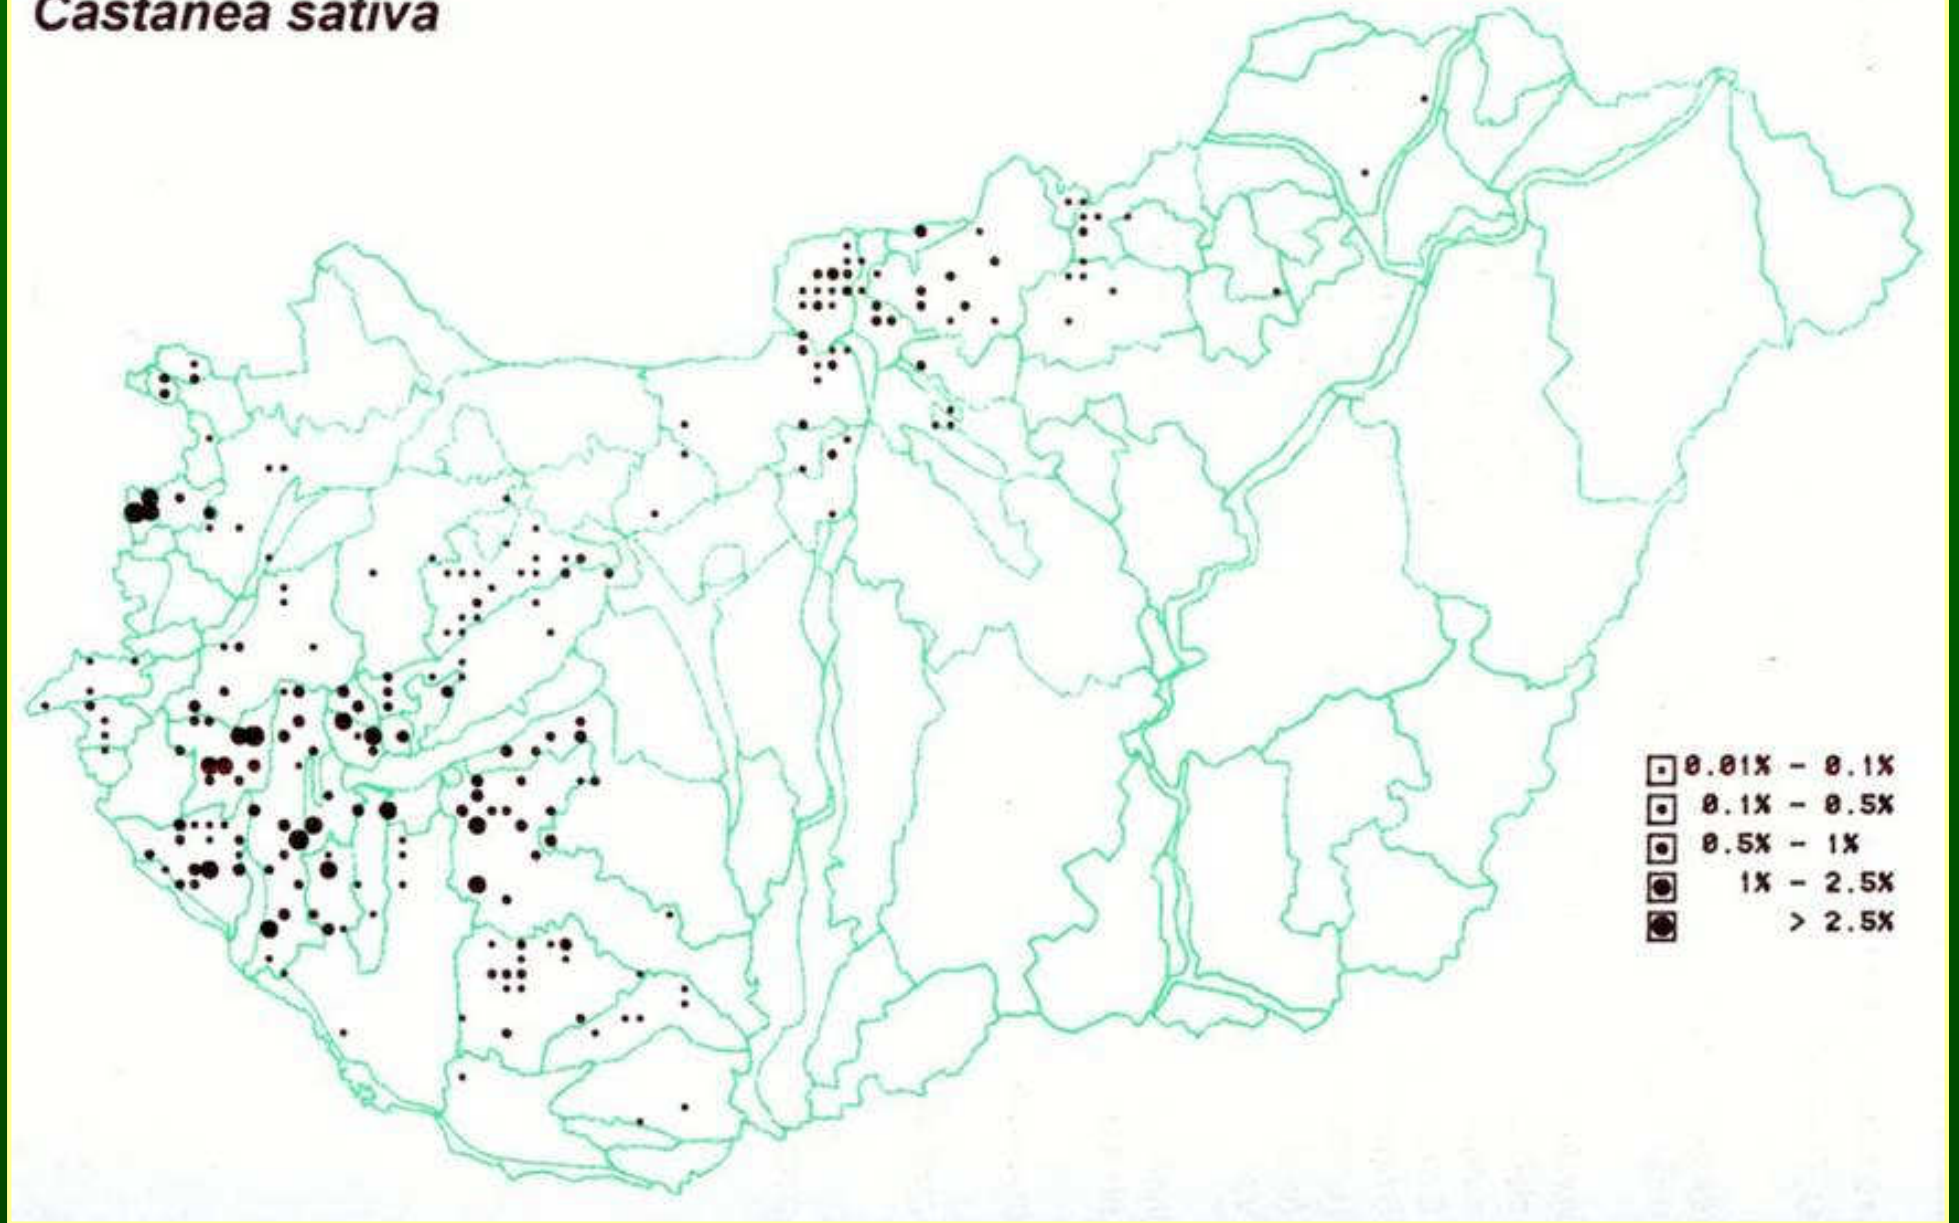 Castanea sativa
0.01% - 0.1%
0.1% - 0.5%
0.5% - 1%
1% - 2.5%
> 2.5%